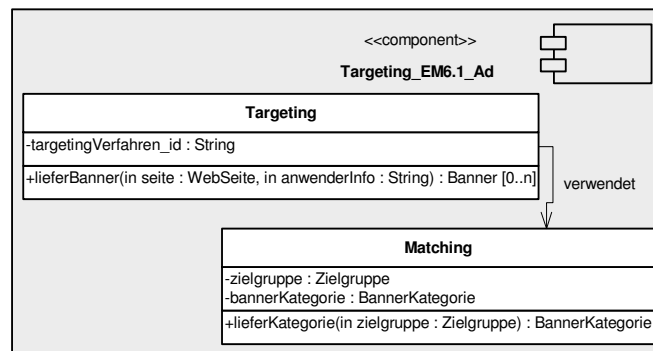 <<component>>
Targeting_EM6.1_Ad
Targeting
-targetingVerfahren_id : String
+lieferBanner(in seite : WebSeite, in anwenderInfo : String) : Banner [0..n]
verwendet
Matching
-zielgruppe : Zielgruppe
-bannerKategorie : BannerKategorie
+lieferKategorie(in zielgruppe : Zielgruppe) : BannerKategorie